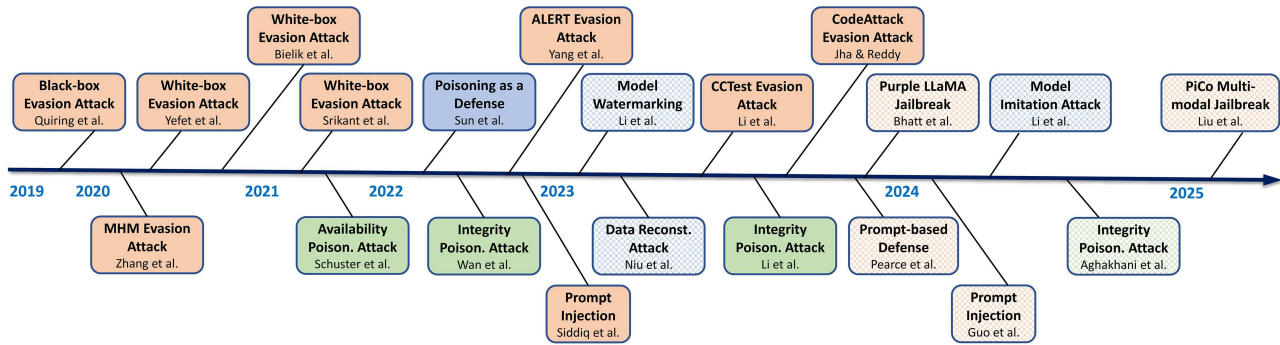 White-box
Evasion Attack
Bielik et al.
ALERT Evasion
Attack
Yang et al.
CodeAttack
Evasion Attack
Jha & Reddy
Black-box
Evasion Attack
Quiring et al.
White-box
Evasion Attack
Yefet et al.
White-box
Evasion Attack
Srikant et al.
Poisoning as a
Defense
Sun et al.
Model
Watermarking
Li et al.
CCTest Evasion
Attack
Li et al.
Purple LLaMA
Jailbreak
Bhatt et al.
Model
Imitation Attack
Li et al.
PiCo Multi-
modal Jailbreak
Liu et al.
2019
2020
2021
2022
2023
2024
2025
MHM Evasion
Attack
Zhang et al.
Availability
Poison. Attack
Schuster et al.
Integrity
Poison. Attack
Wan et al.
Data Reconst.
Attack
Niu et al.
Integrity
Poison. Attack
Li et al.
Prompt-based
Defense
Pearce et al.
Integrity
Poison. Attack
Aghakhani et al.
Prompt
Injection
Siddiq et al.
Prompt
Injection
Guo et al.